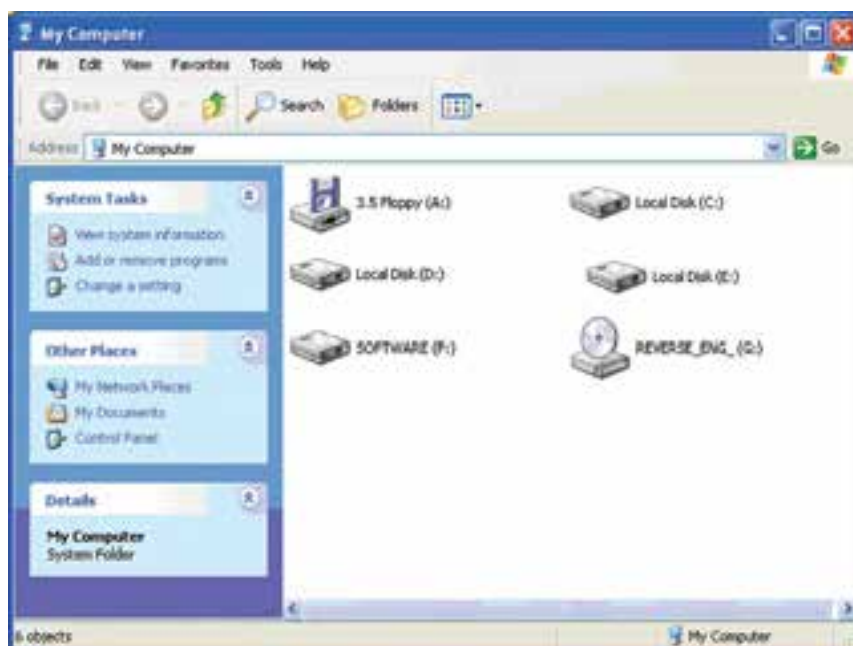 My Computer
File Edit View Favorites Tools Help
Back Search Folders
Address My Computer Go
System Tasks
View system information
Add or remove programs
Change a setting
Other Places
My Network Places
My Documents
Control Panel
Details
My Computer
System Folder
3.5 Floppy (A:) Local Disk (C:)
Local Disk (D:) Local Disk (E:)
SOFTWARE (F:) REVERSE_ENG_ (G:)
6 objects My Computer